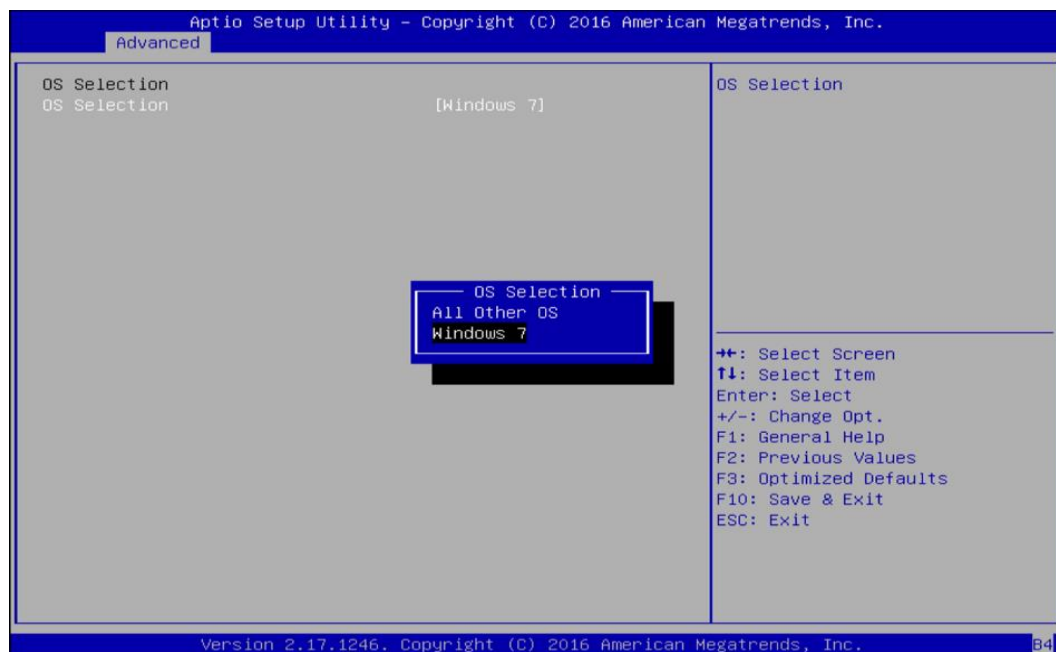 Aptio Setup Utility – Copyright (C) 2016 American Megatrends, Inc.
Advanced
OS Selection
OS Selection [Windows 7]
OS Selection
OS Selection
All Other OS
Windows 7
→←: Select Screen
↑↓: Select Item
Enter: Select
+/-: Change Opt.
F1: General Help
F2: Previous Values
F3: Optimized Defaults
F10: Save & Exit
ESC: Exit
Version 2.17.1246. Copyright (C) 2016 American Megatrends, Inc.
B4